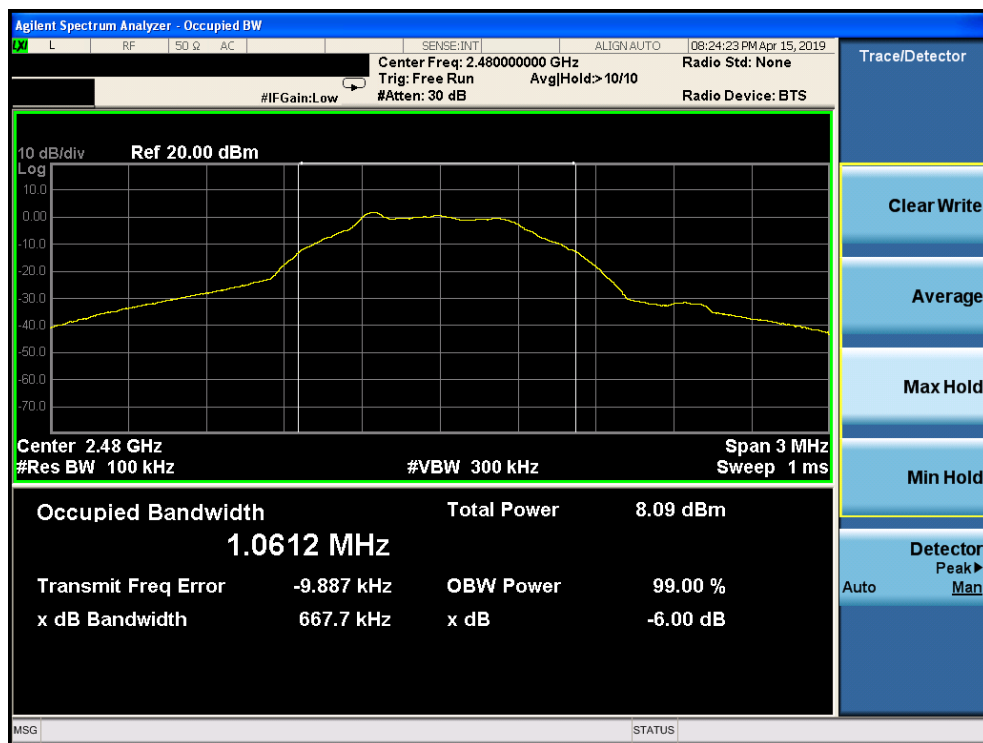 Agilent Spectrum Analyzer - Occupied BW
LXI L RF 50 Ω AC SENSE:INT ALIGN AUTO 08:24:23 PM Apr 15, 2019
Center Freq: 2.480000000 GHz Radio Std: None
Trig: Free Run Avg|Hold:>10/10
#IFGain:Low #Atten: 30 dB Radio Device: BTS
10 dB/div Ref 20.00 dBm
Log
10.0
0.00
-10.0
-20.0
-30.0
-40.0
-50.0
-60.0
-70.0
Center 2.48 GHz Span 3 MHz
#Res BW 100 kHz #VBW 300 kHz Sweep 1 ms
Occupied Bandwidth Total Power 8.09 dBm
1.0612 MHz
Transmit Freq Error -9.887 kHz OBW Power 99.00 %
x dB Bandwidth 667.7 kHz x dB -6.00 dB
MSG STATUS
Trace/Detector
Clear Write
Average
Max Hold
Min Hold
Detector
Peak▶
Auto Man